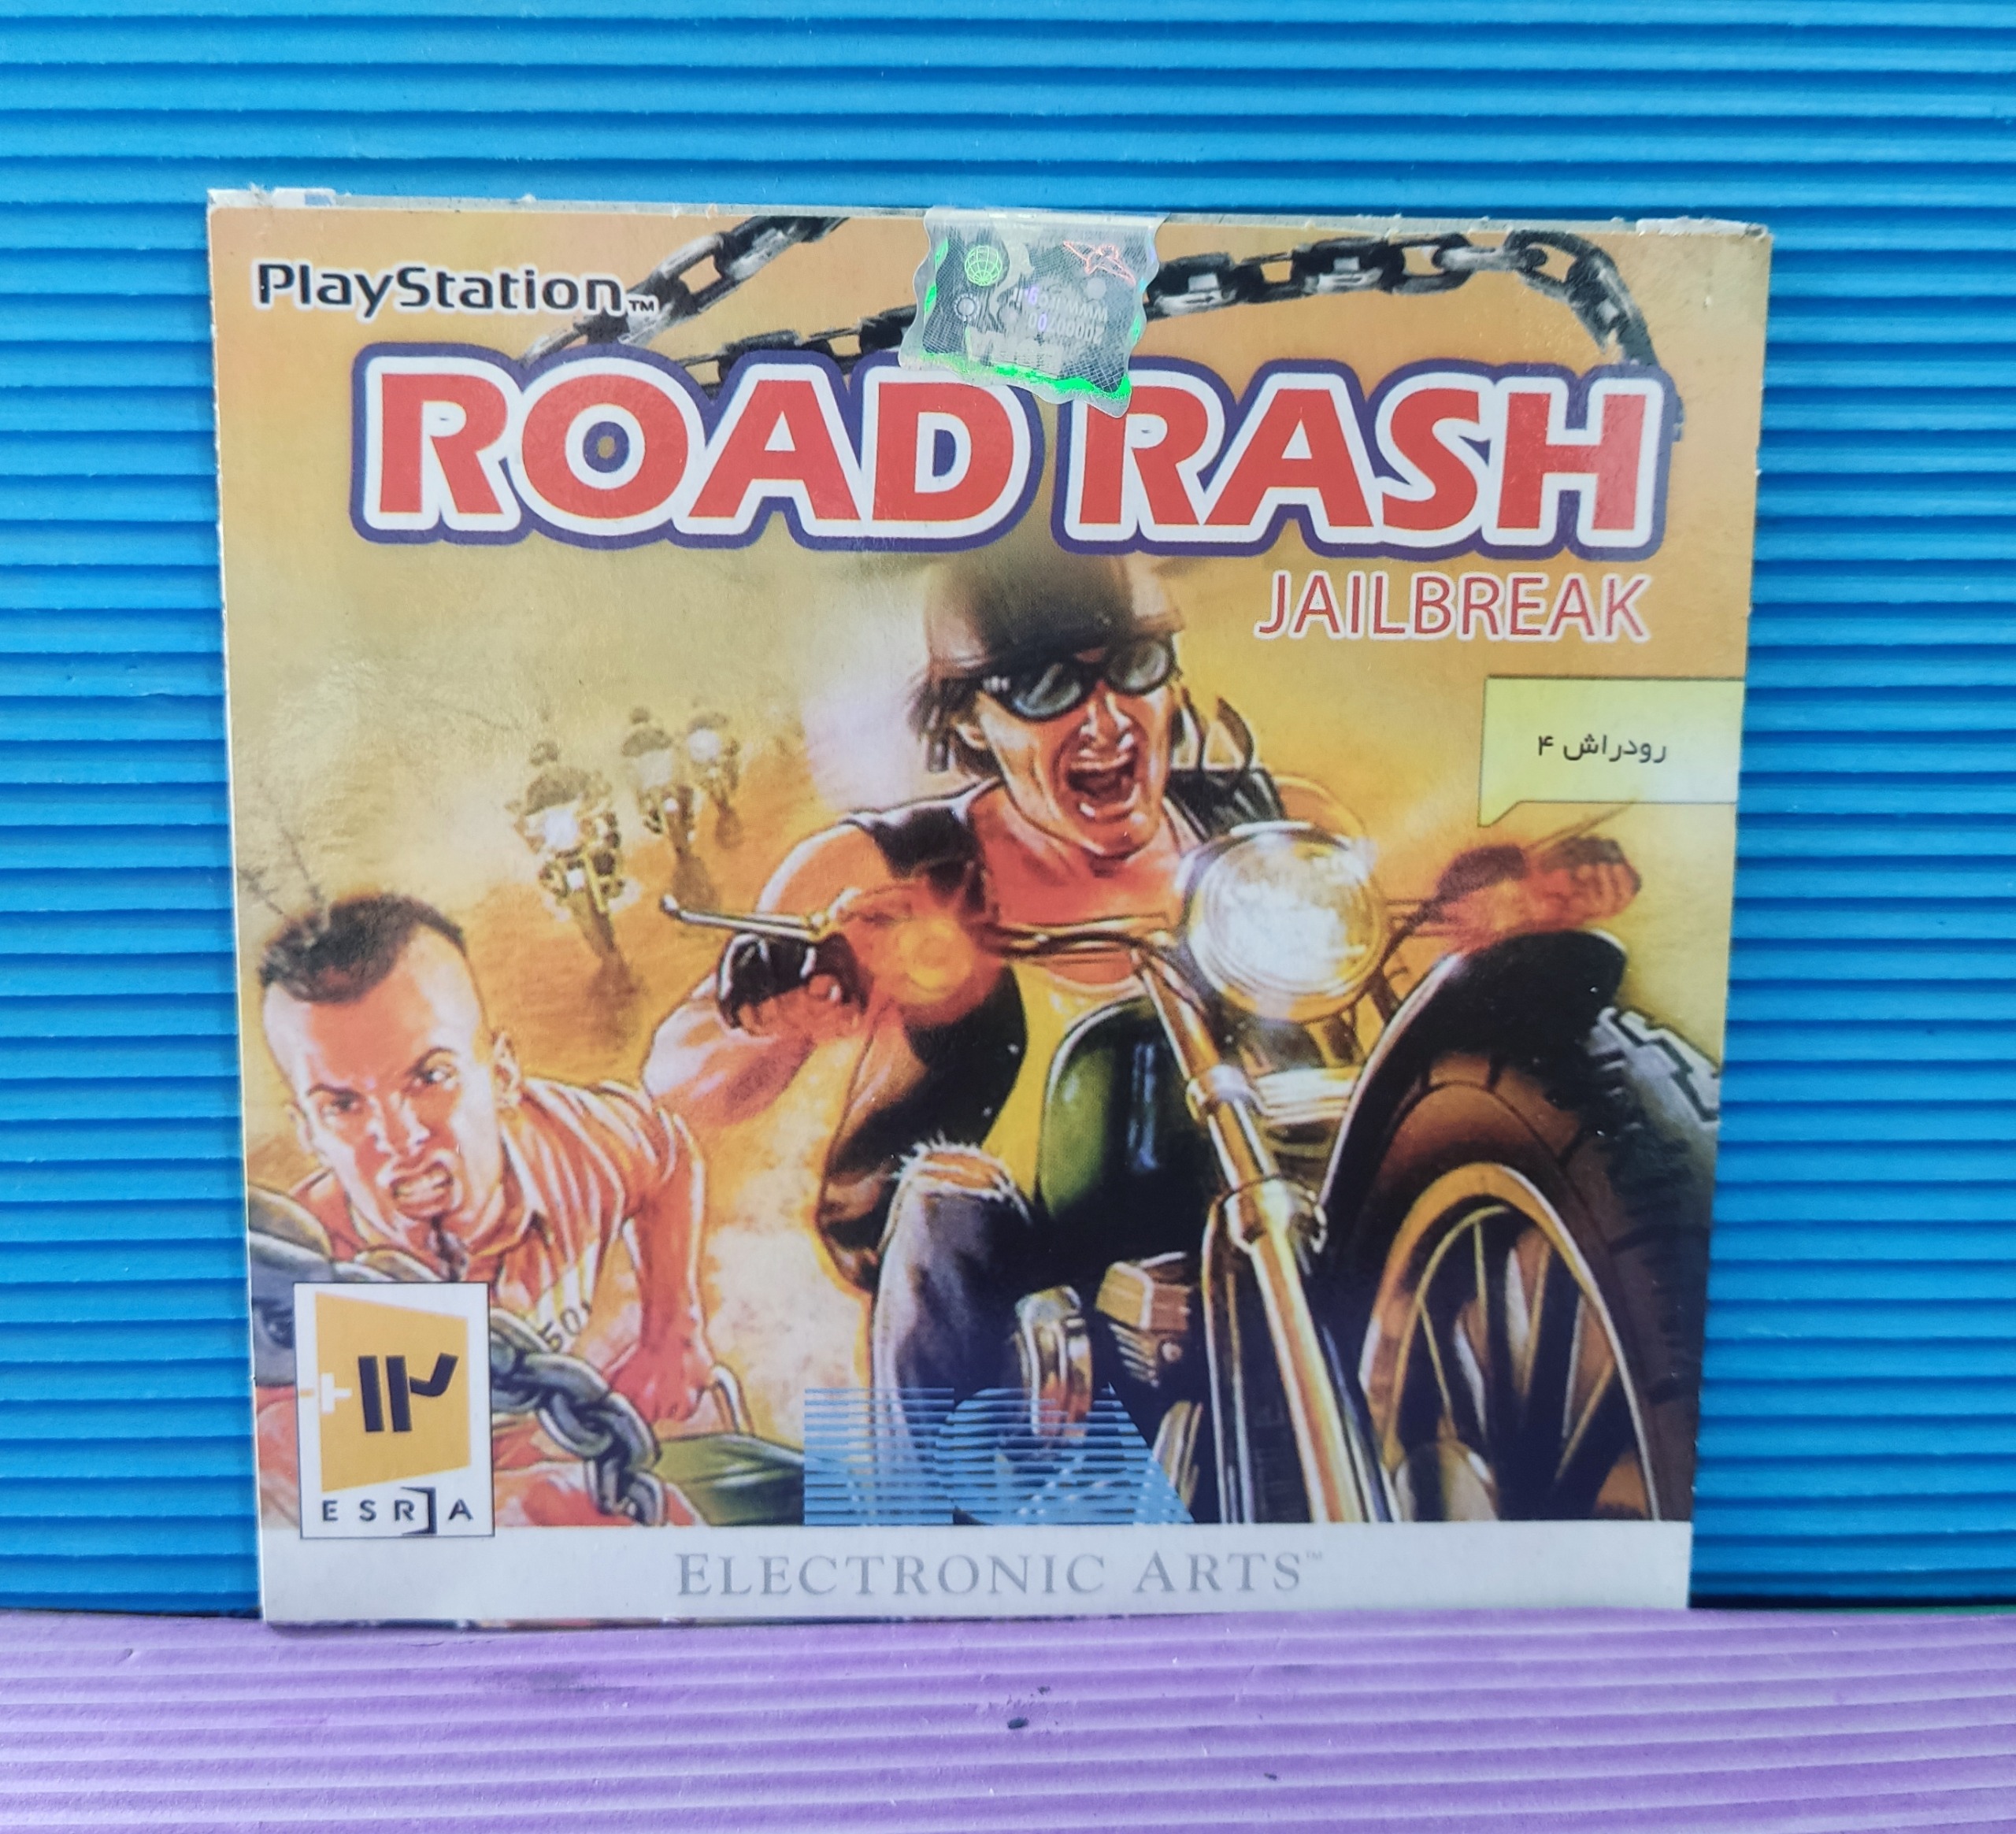 PlayStation™
ROAD RASH
JAILBREAK
رودراش ۴
+۱۲
ESRA
ELECTRONIC ARTS™